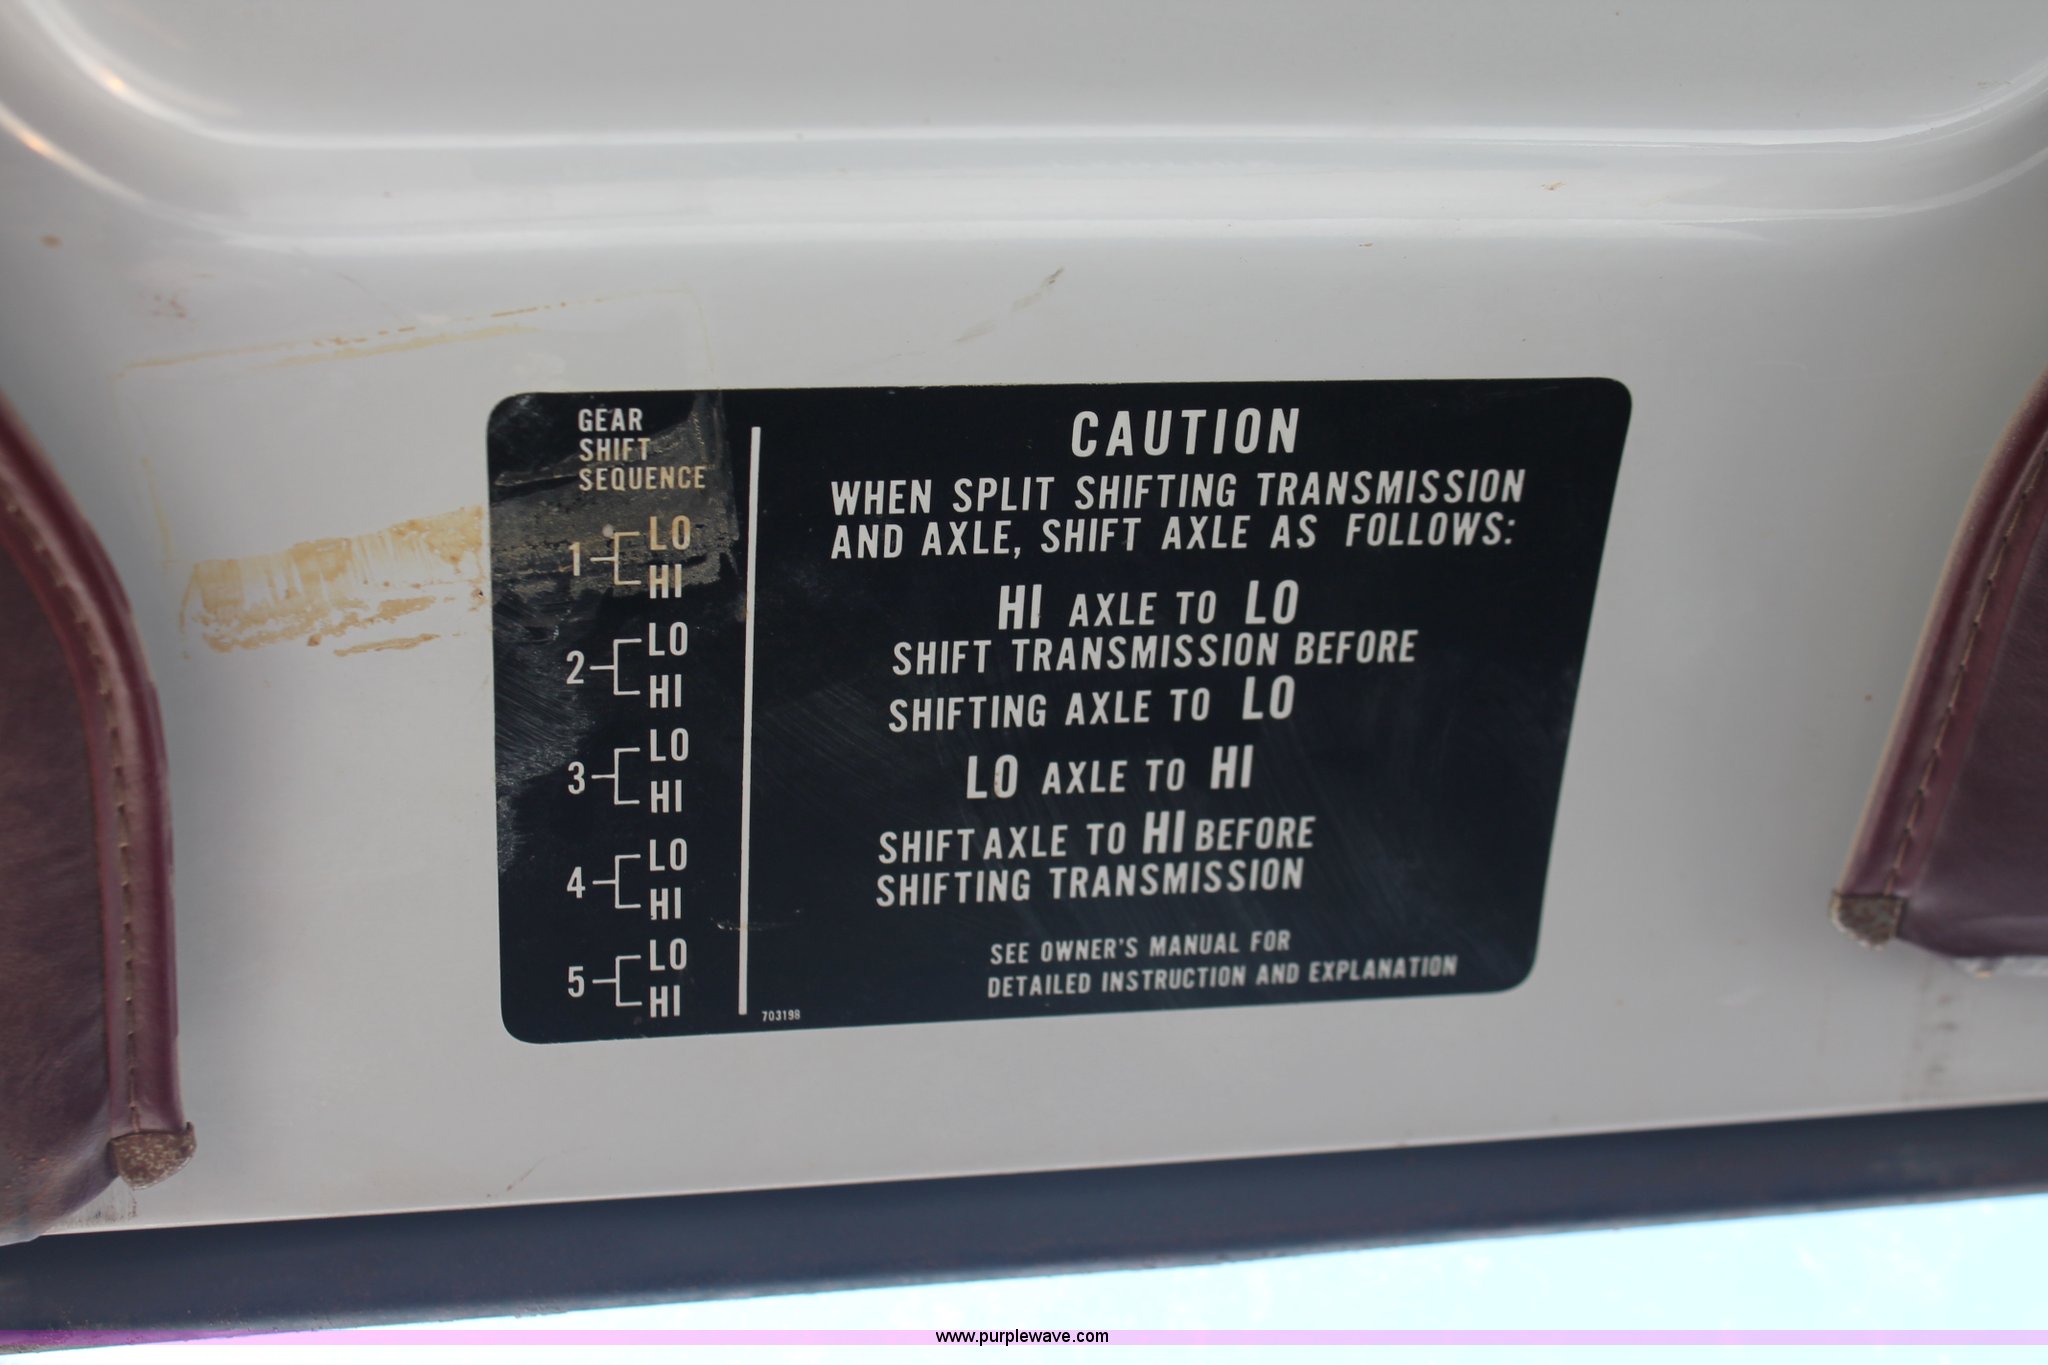 GEAR
SHIFT
SEQUENCE
1 LO
HI
2 LO
HI
3 LO
HI
4 LO
HI
5 LO
HI
CAUTION
WHEN SPLIT SHIFTING TRANSMISSION
AND AXLE, SHIFT AXLE AS FOLLOWS:
HI AXLE TO LO
SHIFT TRANSMISSION BEFORE
SHIFTING AXLE TO LO
LO AXLE TO HI
SHIFT AXLE TO HI BEFORE
SHIFTING TRANSMISSION
SEE OWNER'S MANUAL FOR
DETAILED INSTRUCTION AND EXPLANATION
703198
www.purplewave.com